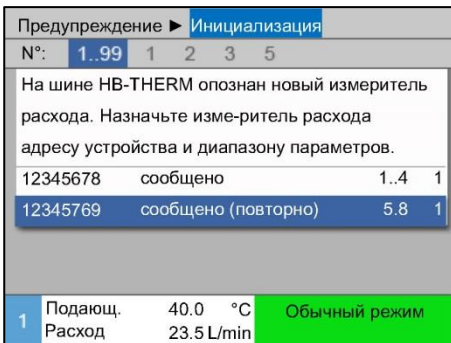 Предупреждение ► Инициализация
N°: 1..99 1 2 3 5
На шине HB-THERM опознан новый измеритель
расхода. Назначьте изме-ритель расхода
адресу устройства и диапазону параметров.
12345678 сообщено 1..4 1
12345769 сообщено (повторно) 5.8 1
1 Подающ. 40.0 °C Обычный режим
Расход 23.5 L/min